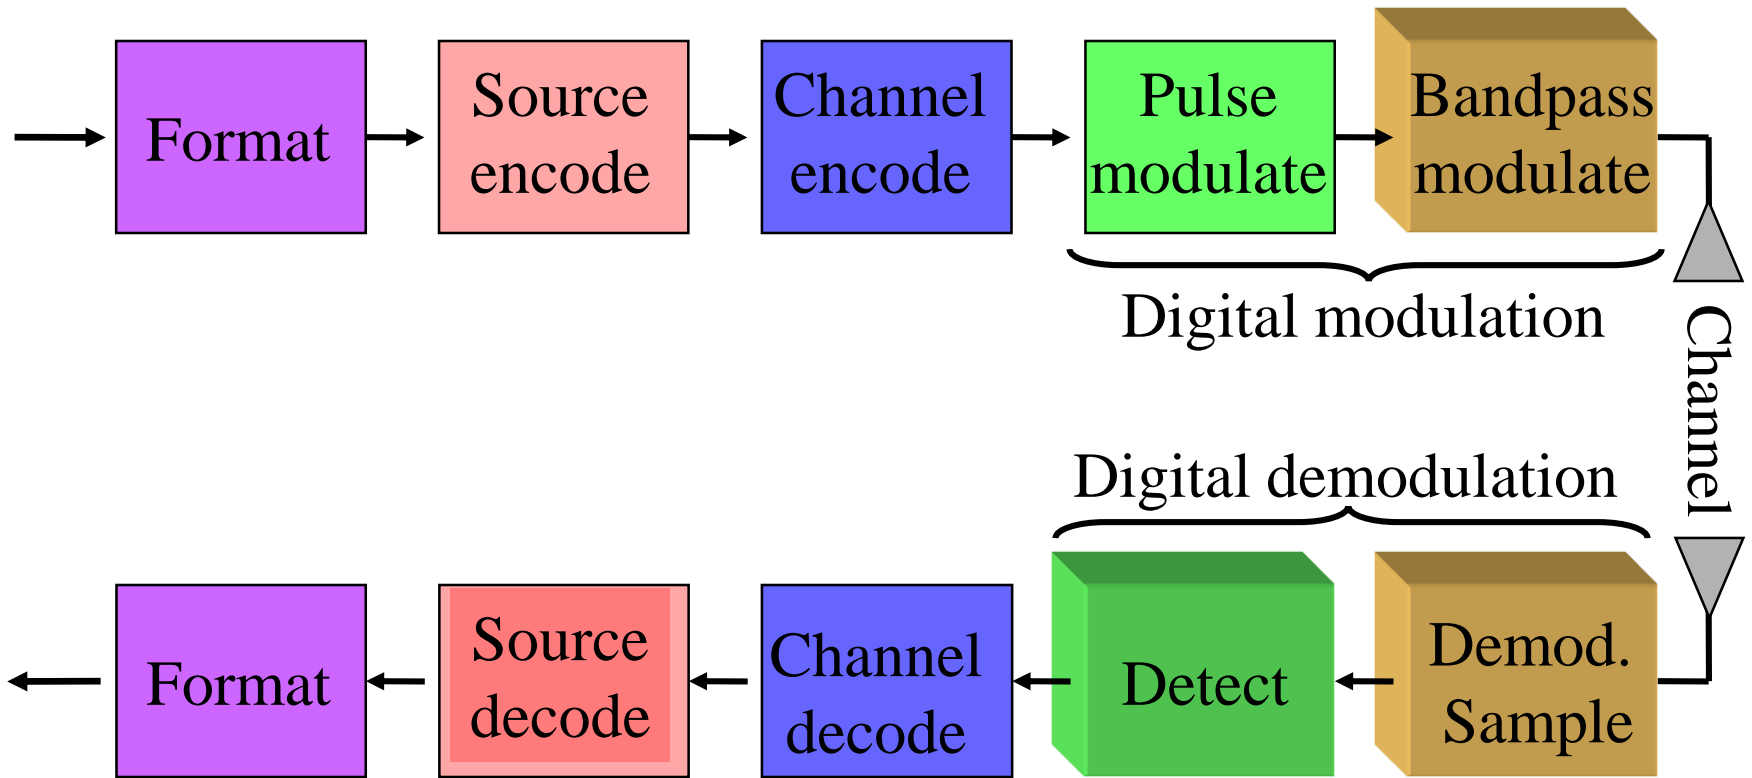 Format
Source
encode
Channel
encode
Pulse
modulate
Bandpass
modulate
Digital modulation
Channel
Digital demodulation
Format
Source
decode
Channel
decode
Detect
Demod.
Sample